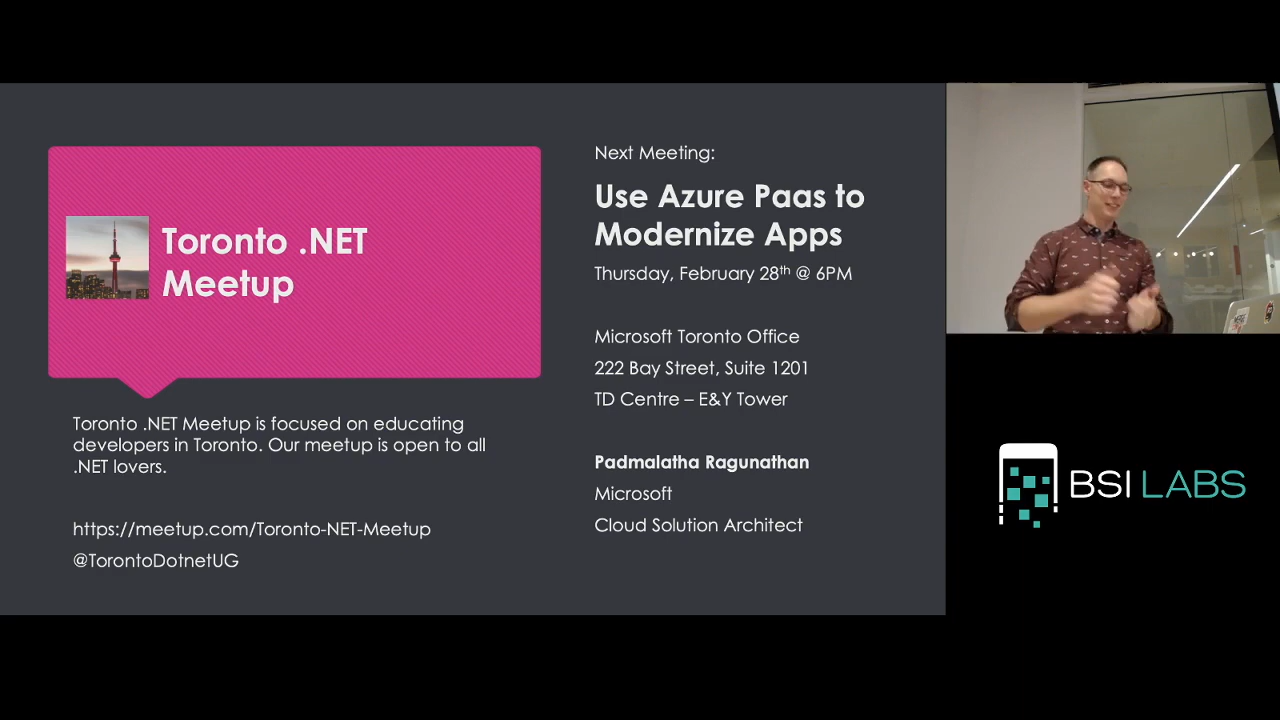 Toronto .NET
Meetup
Toronto .NET Meetup is focused on educating
developers in Toronto. Our meetup is open to all
.NET lovers.
https://meetup.com/Toronto-NET-Meetup
@TorontoDotnetUG
Next Meeting:
Use Azure Paas to
Modernize Apps
Thursday, February 28th @ 6PM
Microsoft Toronto Office
222 Bay Street, Suite 1201
TD Centre – E&Y Tower
Padmalatha Ragunathan
Microsoft
Cloud Solution Architect
BSI LABS